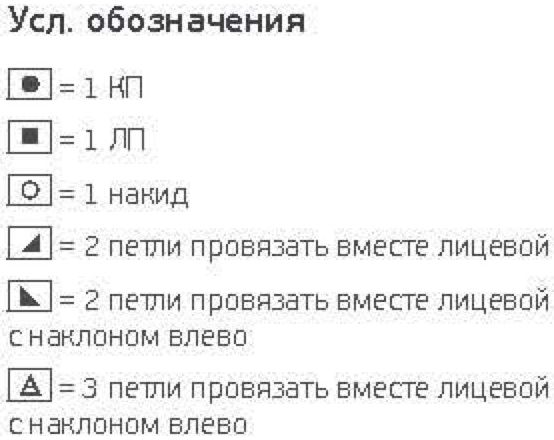 Усл. обозначения
= 1 КП
= 1 ЛП
= 1 накид
= 2 петли провязать вместе лицевой
= 2 петли провязать вместе лицевой
с наклоном влево
= 3 петли провязать вместе лицевой
с наклоном влево